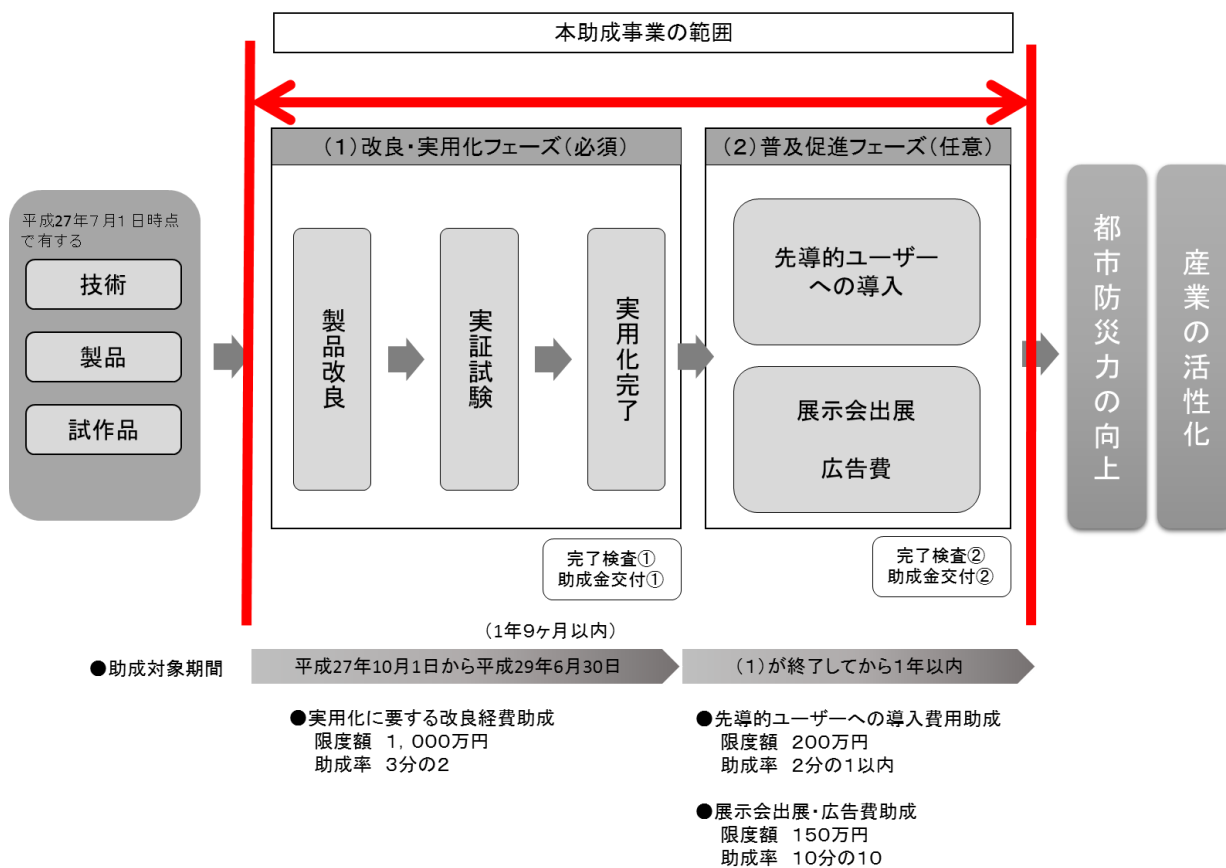 本助成事業の範囲
(1)改良・実用化フェーズ(必須)
(2)普及促進フェーズ(任意)
平成27年7月1日時点
で有する
技術
製品
試作品
製品改良
実証試験
実用化完了
先導的ユーザー
への導入
展示会出展
広告費
都市防災力の向上
産業の活性化
完了検査①
助成金交付①
完了検査②
助成金交付②
(1年9ヶ月以内)
●助成対象期間
平成27年10月1日から平成29年6月30日
(1)が終了してから1年以内
●実用化に要する改良経費助成
限度額 1,000万円
助成率 3分の2
●先導的ユーザーへの導入費用助成
限度額 200万円
助成率 2分の1以内
●展示会出展・広告費助成
限度額 150万円
助成率 10分の10